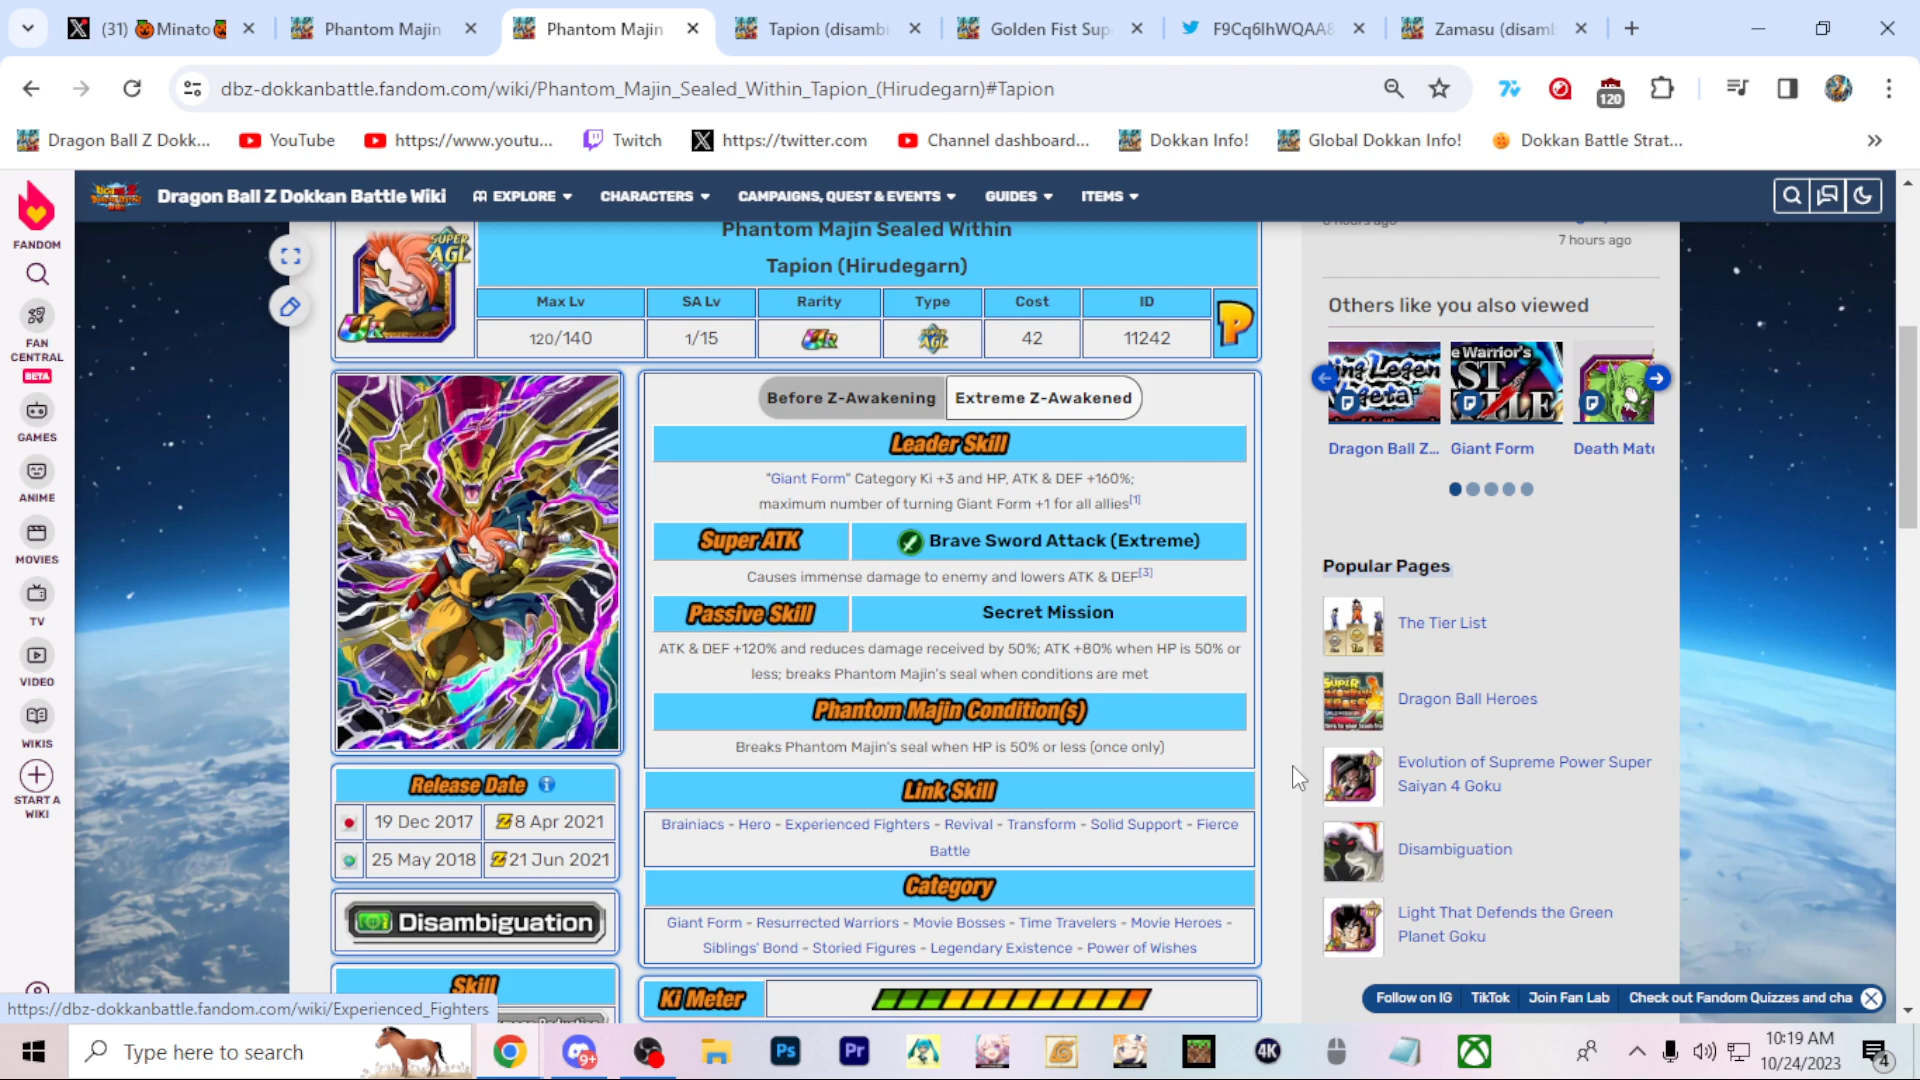 (31) 🎃Minato🎃
Phantom Majin
Phantom Majin
Tapion (disambi
Golden Fist Sup
F9Cq6lhWQAA8
Zamasu (disamb
dbz-dokkanbattle.fandom.com/wiki/Phantom_Majin_Sealed_Within_Tapion_(Hirudegarn)#Tapion
120
Dragon Ball Z Dokk...
YouTube
https://www.youtu...
Twitch
https://twitter.com
Channel dashboard...
Dokkan Info!
Global Dokkan Info!
Dokkan Battle Strat...
Dragon Ball Z Dokkan Battle Wiki
EXPLORE
CHARACTERS
CAMPAIGNS, QUEST & EVENTS
GUIDES
ITEMS
FANDOM
FAN CENTRAL
BETA
GAMES
ANIME
MOVIES
TV
VIDEO
WIKIS
START A WIKI
SUPER AGL
UR
Phantom Majin Sealed Within
Tapion (Hirudegarn)
Max Lv
SA Lv
Rarity
Type
Cost
ID
120/140
1/15
UR
SUPER AGL
42
11242
P
Before Z-Awakening
Extreme Z-Awakened
Leader Skill
"Giant Form" Category Ki +3 and HP, ATK & DEF +160%;
maximum number of turning Giant Form +1 for all allies[1]
Super ATK
Brave Sword Attack (Extreme)
Causes immense damage to enemy and lowers ATK & DEF[3]
Passive Skill
Secret Mission
ATK & DEF +120% and reduces damage received by 50%; ATK +80% when HP is 50% or
less; breaks Phantom Majin's seal when conditions are met
Phantom Majin Condition(s)
Breaks Phantom Majin's seal when HP is 50% or less (once only)
Link Skill
Brainiacs - Hero - Experienced Fighters - Revival - Transform - Solid Support - Fierce
Battle
Category
Giant Form - Resurrected Warriors - Movie Bosses - Time Travelers - Movie Heroes -
Siblings' Bond - Storied Figures - Legendary Existence - Power of Wishes
Ki Meter
Release Date
19 Dec 2017
8 Apr 2021
25 May 2018
21 Jun 2021
Disambiguation
Skill
7 hours ago
Others like you also viewed
Dragon Ball Z...
Giant Form
Death Matc
Popular Pages
The Tier List
Dragon Ball Heroes
Evolution of Supreme Power Super
Saiyan 4 Goku
Disambiguation
Light That Defends the Green
Planet Goku
Follow on IG
TikTok
Join Fan Lab
Check out Fandom Quizzes and cha
https://dbz-dokkanbattle.fandom.com/wiki/Experienced_Fighters
Type here to search
9+
Ps
Pr
4K
10:19 AM
10/24/2023
4